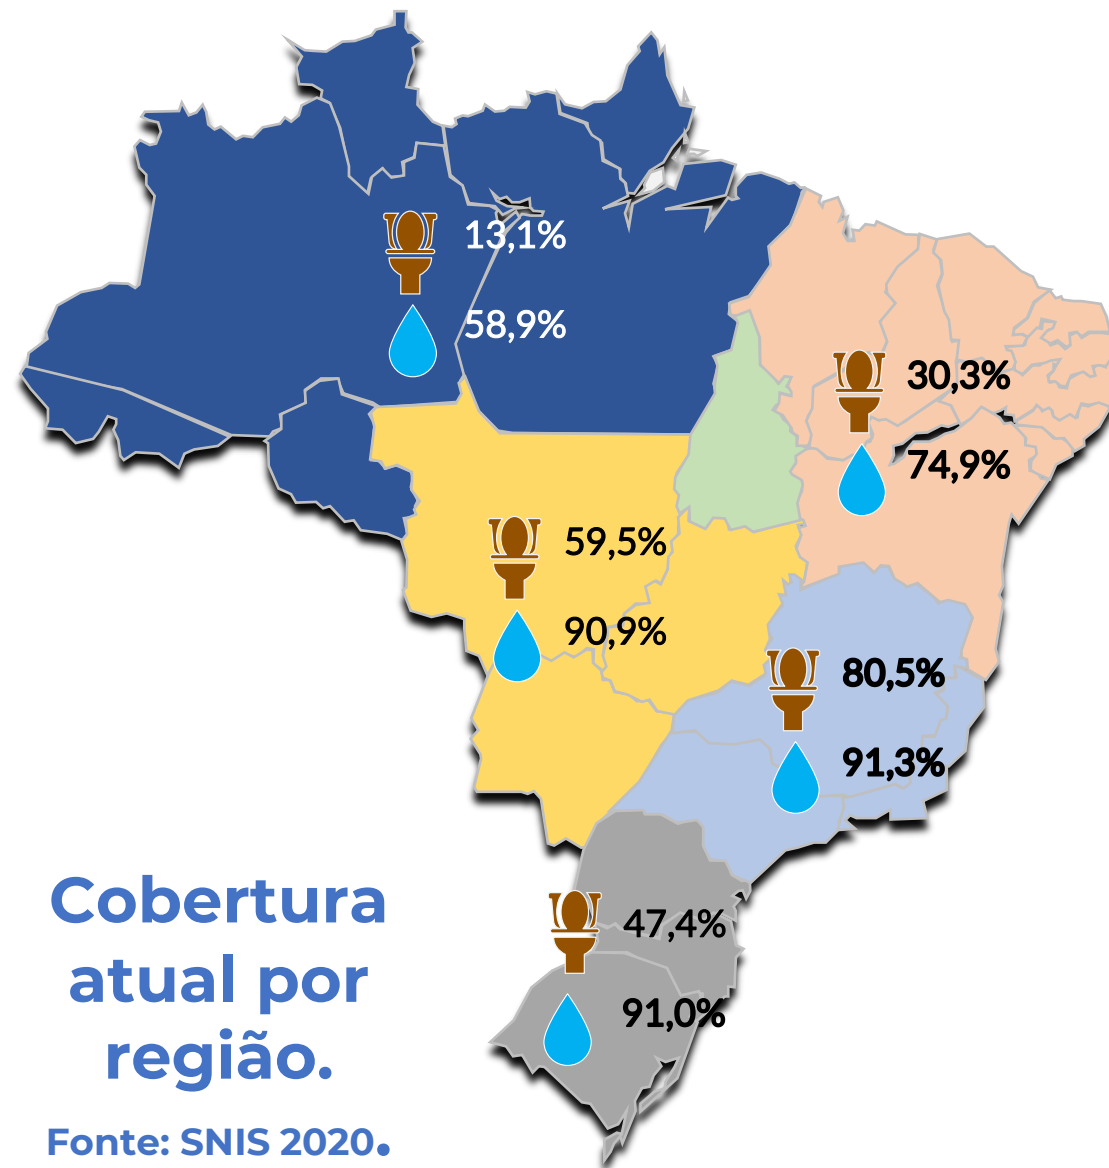 13,1%
58,9%
30,3%
74,9%
59,5%
90,9%
80,5%
91,3%
47,4%
91,0%
Cobertura
atual por
região.
Fonte: SNIS 2020.